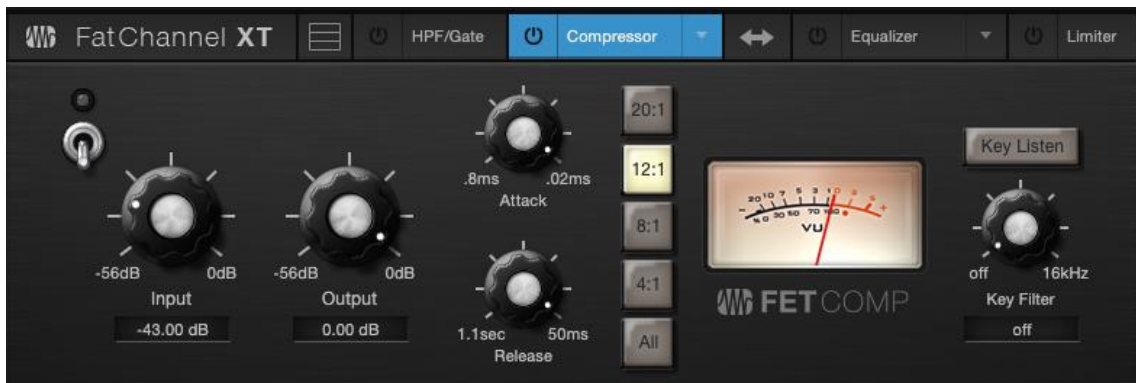 FatChannel XT
HPF/Gate
Compressor
Equalizer
Limiter
-56dB
0dB
Input
-43.00 dB
-56dB
0dB
Output
0.00 dB
.8ms
.02ms
Attack
1.1sec
50ms
Release
20:1
12:1
8:1
4:1
All
VU
FETCOMP
Key Listen
off
16kHz
Key Filter
off